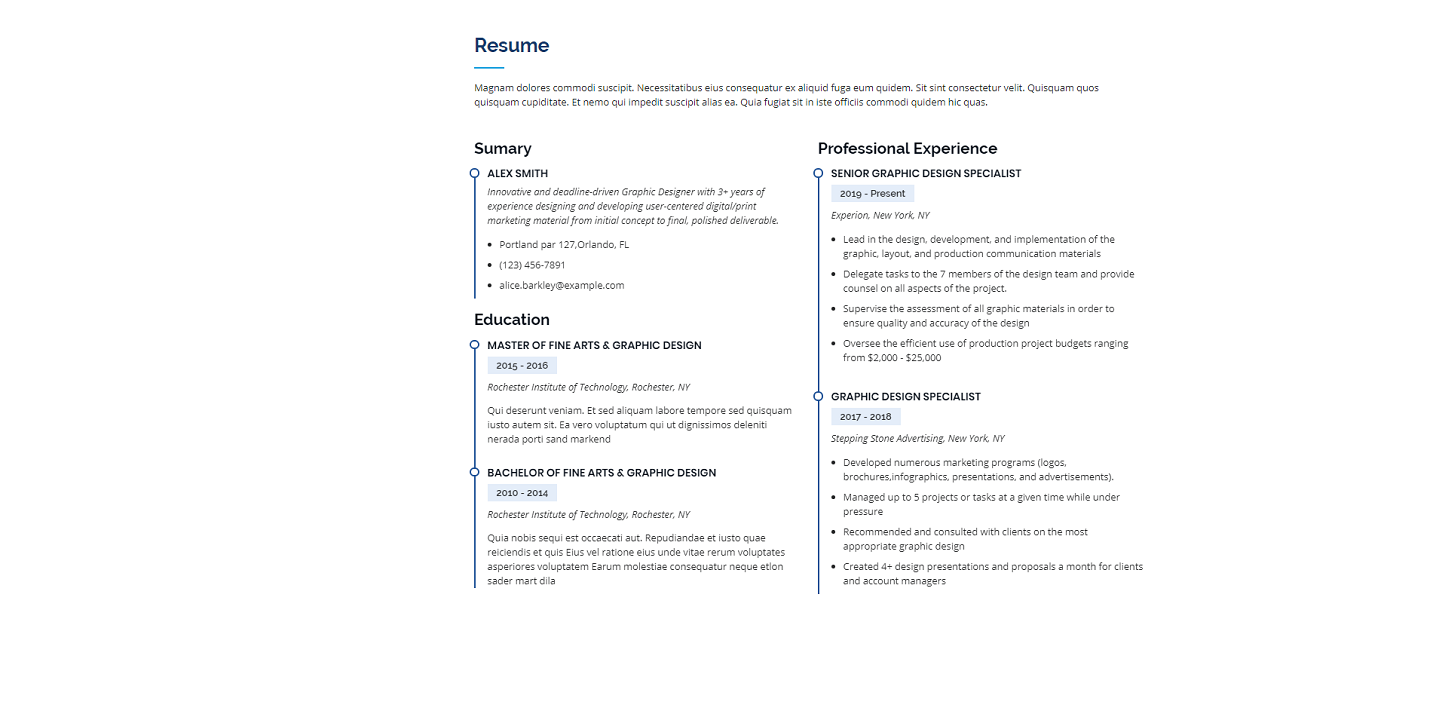 Resume
Magnam dolores commodi suscipit. Necessitatibus eius consequatur ex aliquid fuga eum quidem. Sit sint consectetur velit. Quisquam quos
quisquam cupiditate. Et nemo qui impedit suscipit alias ea. Quia fugiat sit in iste officiis commodi quidem hic quas.
Sumary
ALEX SMITH
Innovative and deadline-driven Graphic Designer with 3+ years of
experience designing and developing user-centered digital/print
marketing material from initial concept to final, polished deliverable.
• Portland par 127,Orlando, FL
• (123) 456-7891
• alice.barkley@example.com
Education
MASTER OF FINE ARTS & GRAPHIC DESIGN
2015 - 2016
Rochester Institute of Technology, Rochester, NY
Qui deserunt veniam. Et sed aliquam labore tempore sed quisquam
iusto autem sit. Ea vero voluptatum qui ut dignissimos deleniti
nerada porti sand markend
BACHELOR OF FINE ARTS & GRAPHIC DESIGN
2010 - 2014
Rochester Institute of Technology, Rochester, NY
Quia nobis sequi est occaecati aut. Repudiandae et iusto quae
reiciendis et quis Eius vel ratione eius unde vitae rerum voluptates
asperiores voluptatem Earum molestiae consequatur neque etlon
sader mart dila
Professional Experience
SENIOR GRAPHIC DESIGN SPECIALIST
2019 - Present
Experion, New York, NY
• Lead in the design, development, and implementation of the
graphic, layout, and production communication materials
• Delegate tasks to the 7 members of the design team and provide
counsel on all aspects of the project.
• Supervise the assessment of all graphic materials in order to
ensure quality and accuracy of the design
• Oversee the efficient use of production project budgets ranging
from $2,000 - $25,000
GRAPHIC DESIGN SPECIALIST
2017 - 2018
Stepping Stone Advertising, New York, NY
• Developed numerous marketing programs (logos,
brochures,infographics, presentations, and advertisements).
• Managed up to 5 projects or tasks at a given time while under
pressure
• Recommended and consulted with clients on the most
appropriate graphic design
• Created 4+ design presentations and proposals a month for clients
and account managers